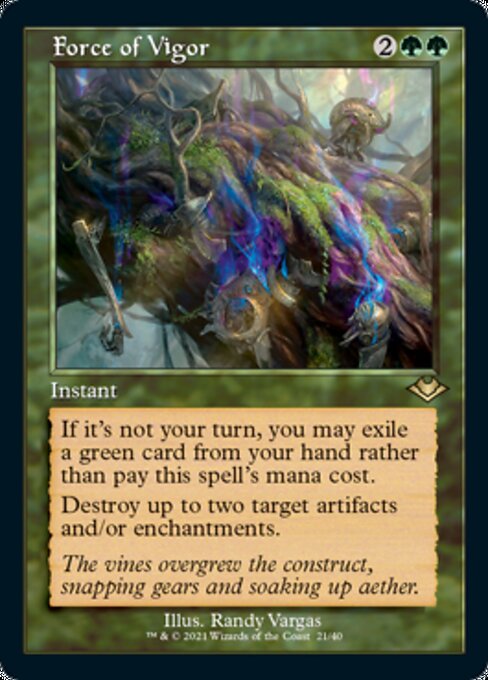 Force of Vigor 2
Instant
If it's not your turn, you may exile
a green card from your hand rather
than pay this spell's mana cost.
Destroy up to two target artifacts
and/or enchantments.
The vines overgrew the construct,
snapping gears and soaking up aether.
Illus. Randy Vargas
™ & © 2021 Wizards of the Coast 21/40